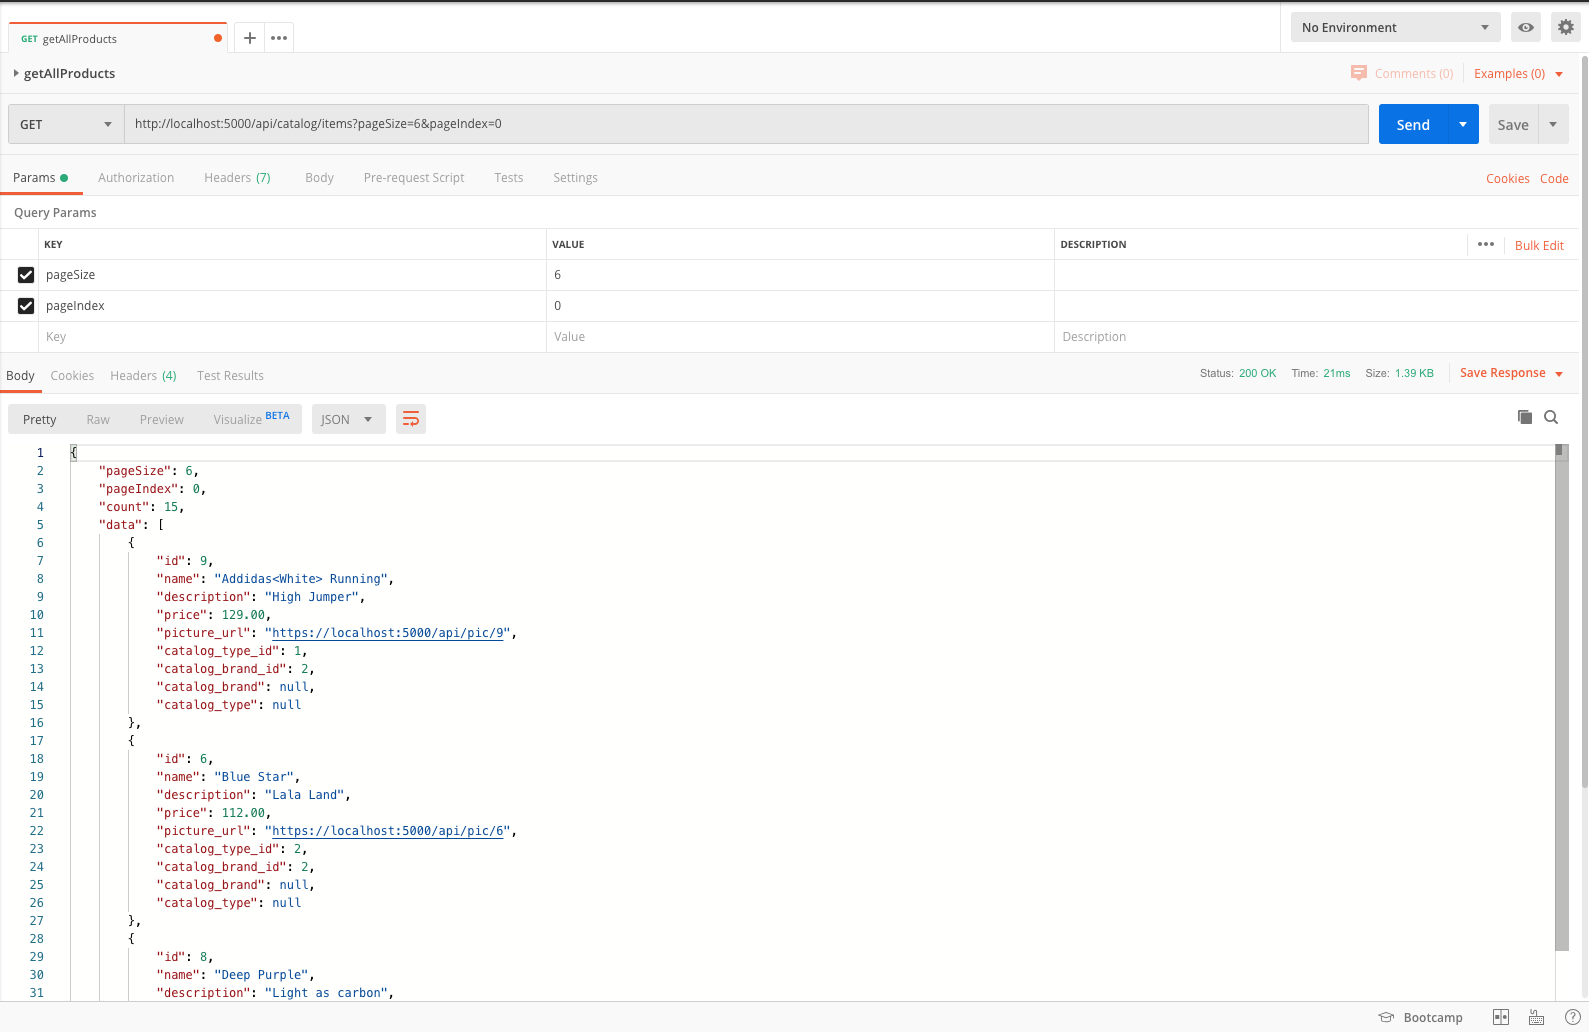 GET getAllProducts
No Environment
getAllProducts
Comments (0) Examples (0)
GET http://localhost:5000/api/catalog/items?pageSize=6&pageIndex=0 Send Save
Params Authorization Headers (7) Body Pre-request Script Tests Settings Cookies Code
Query Params
KEY VALUE DESCRIPTION Bulk Edit
pageSize 6
pageIndex 0
Key Value Description
Body Cookies Headers (4) Test Results Status: 200 OK Time: 21ms Size: 1.39 KB Save Response
Pretty Raw Preview Visualize BETA JSON
1 {
2 "pageSize": 6,
3 "pageIndex": 0,
4 "count": 15,
5 "data": [
6 {
7 "id": 9,
8 "name": "Addidas<White> Running",
9 "description": "High Jumper",
10 "price": 129.00,
11 "picture_url": "https://localhost:5000/api/pic/9",
12 "catalog_type_id": 1,
13 "catalog_brand_id": 2,
14 "catalog_brand": null,
15 "catalog_type": null
16 },
17 {
18 "id": 6,
19 "name": "Blue Star",
20 "description": "Lala Land",
21 "price": 112.00,
22 "picture_url": "https://localhost:5000/api/pic/6",
23 "catalog_type_id": 2,
24 "catalog_brand_id": 2,
25 "catalog_brand": null,
26 "catalog_type": null
27 },
28 {
29 "id": 8,
30 "name": "Deep Purple",
31 "description": "Light as carbon",
Bootcamp